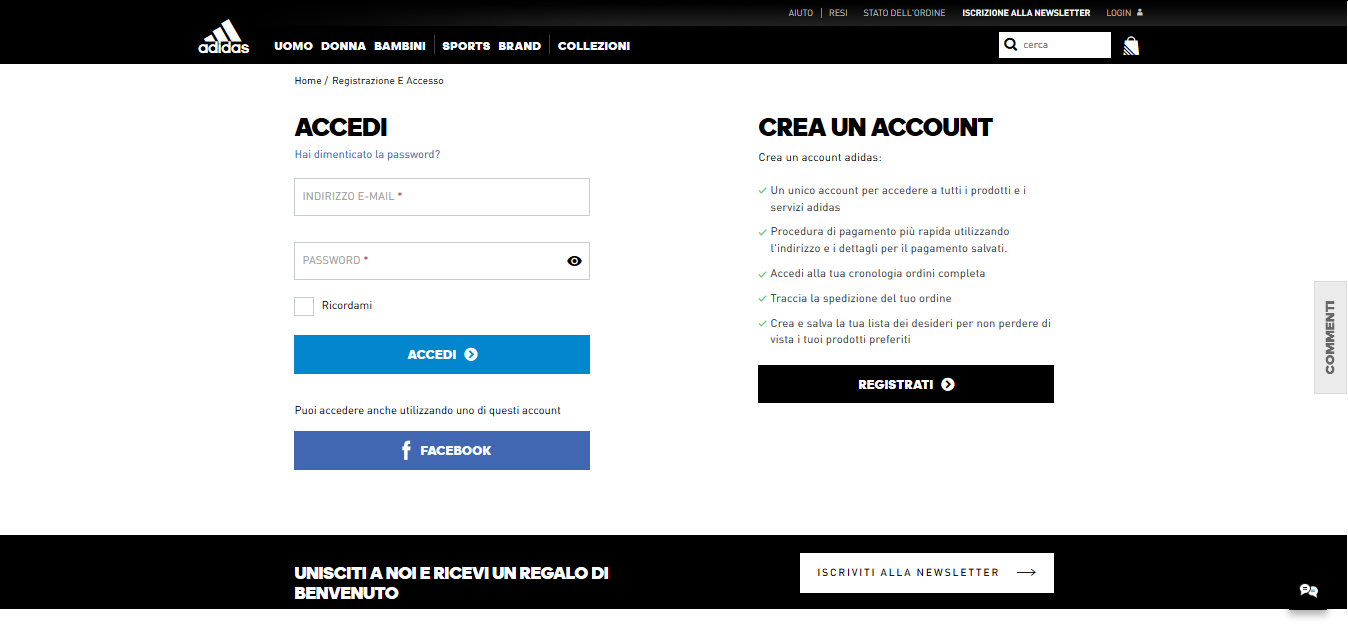 AIUTO | RESI STATO DELL'ORDINE ISCRIZIONE ALLA NEWSLETTER LOGIN
adidas
UOMO DONNA BAMBINI SPORTS BRAND COLLEZIONI
cerca
Home / Registrazione E Accesso
ACCEDI
Hai dimenticato la password?
INDIRIZZO E-MAIL *
PASSWORD *
Ricordami
ACCEDI
Puoi accedere anche utilizzando uno di questi account
f FACEBOOK
CREA UN ACCOUNT
Crea un account adidas:
Un unico account per accedere a tutti i prodotti e i
servizi adidas
Procedura di pagamento più rapida utilizzando
l'indirizzo e i dettagli per il pagamento salvati.
Accedi alla tua cronologia ordini completa
Traccia la spedizione del tuo ordine
Crea e salva la tua lista dei desideri per non perdere di
vista i tuoi prodotti preferiti
REGISTRATI
COMMENTI
UNISCITI A NOI E RICEVI UN REGALO DI
BENVENUTO
ISCRIVITI ALLA NEWSLETTER